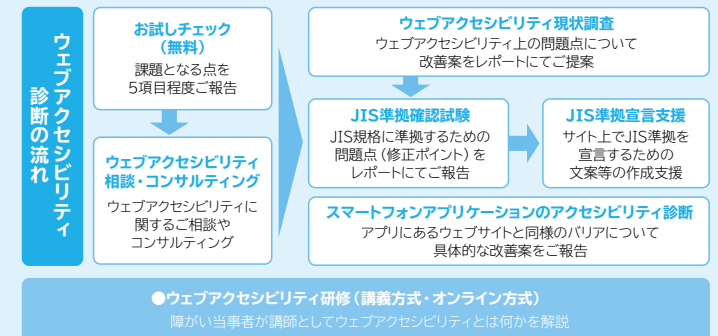 ウェブアクセシビリティ
診断の流れ
お試しチェック
（無料）
課題となる点を
5項目程度ご報告
ウェブアクセシビリティ
相談・コンサルティング
ウェブアクセシビリティに
関するご相談や
コンサルティング
ウェブアクセシビリティ現状調査
ウェブアクセシビリティ上の問題点について
改善案をレポートにてご提案
JIS準拠確認試験
JIS規格に準拠するための
問題点（修正ポイント）を
レポートにてご報告
JIS準拠宣言支援
サイト上でJIS準拠を
宣言するための
文案等の作成支援
スマートフォンアプリケーションのアクセシビリティ診断
アプリにあるウェブサイトと同様のバリアについて
具体的な改善案をご報告
●ウェブアクセシビリティ研修（講義方式・オンライン方式）
障がい当事者が講師としてウェブアクセシビリティとは何かを解説